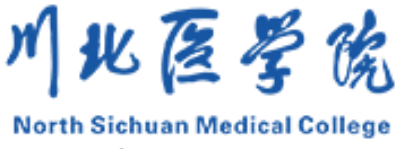 川北医学院
North Sichuan Medical College